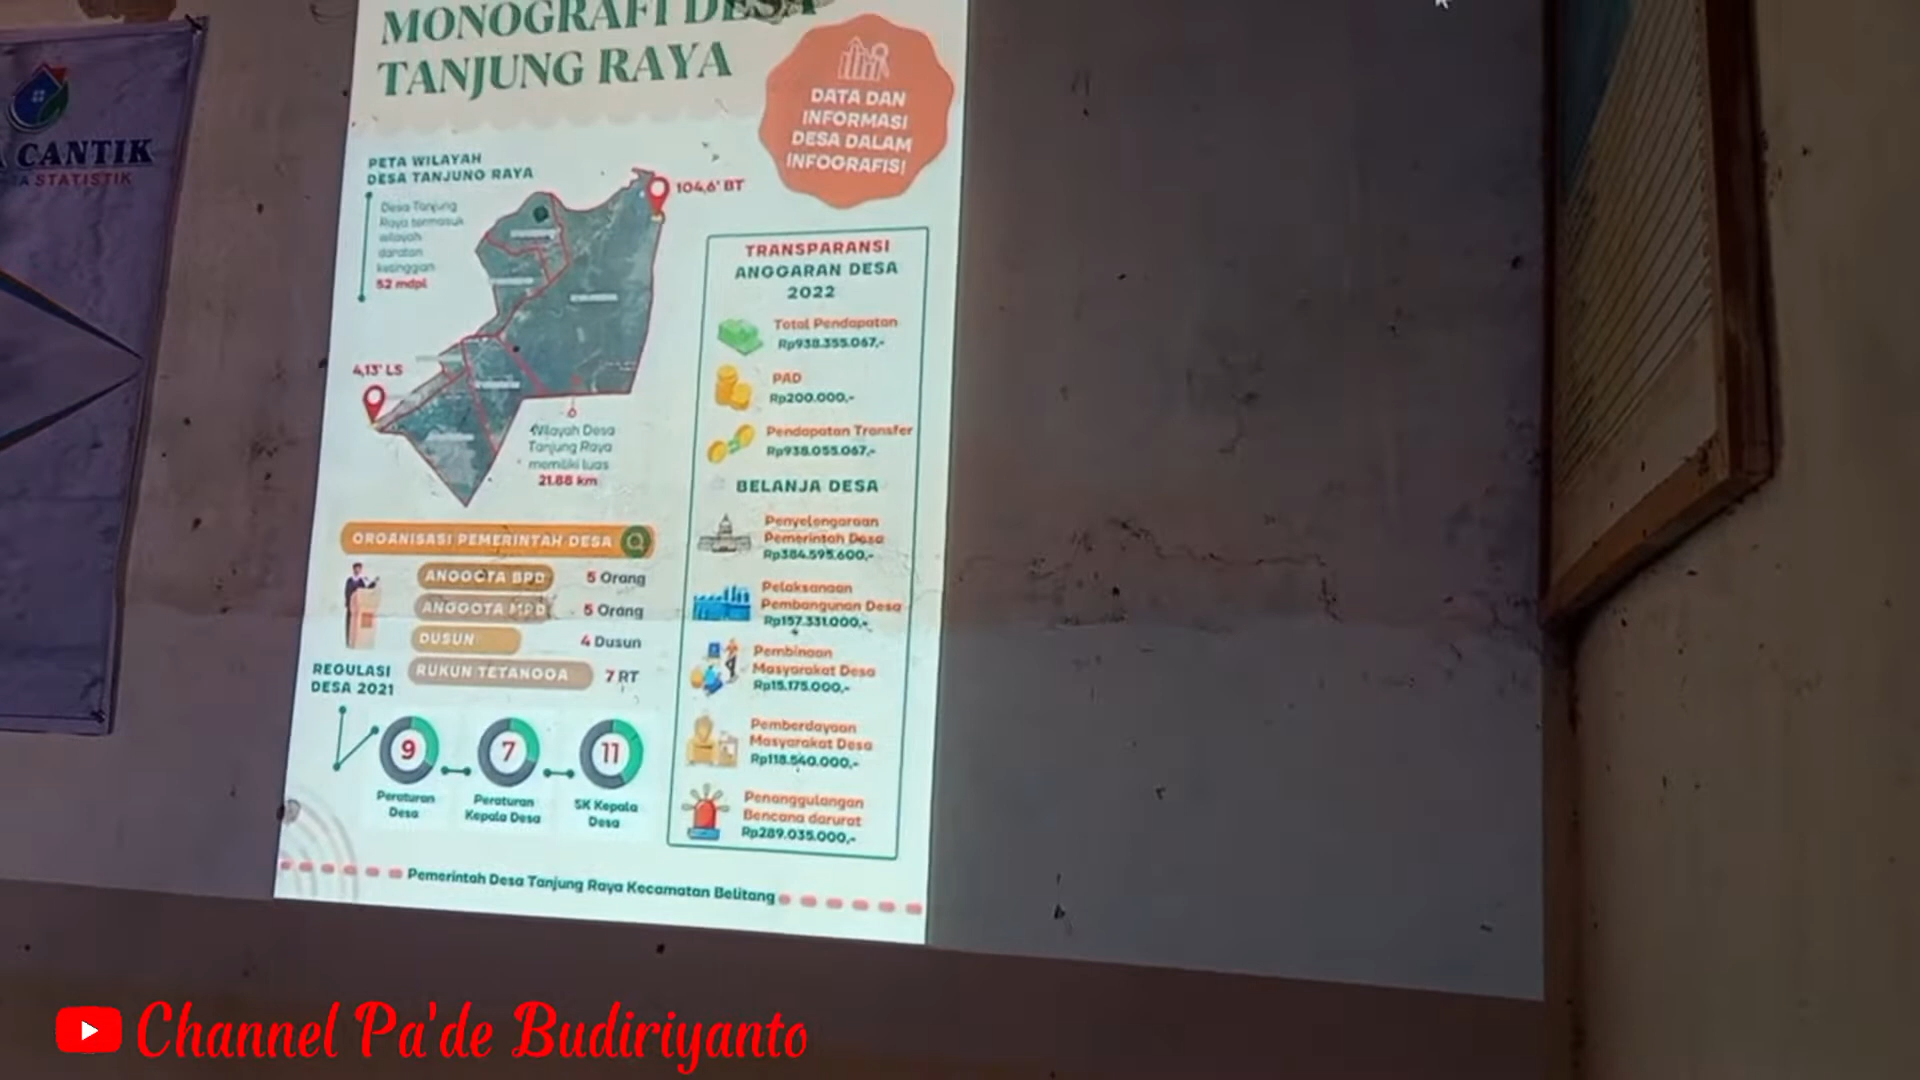 CANTIK
STATISTIK
MONOGRAFI DESA
TANJUNG RAYA
DATA DAN
INFORMASI
DESA DALAM
INFOGRAFIS!
PETA WILAYAH
DESA TANJUNG RAYA
Desa Tanjung
Raya termasuk
wilayah
daratan
ketinggan
52 mdpl
104,6' BT
4,13' LS
Wilayah Desa
Tanjung Raya
memiliki luas
21.88 km
ORGANISASI PEMERINTAH DESA
ANGGOTA BPD 5 Orang
ANGGOTA MPD 5 Orang
DUSUN 4 Dusun
RUKUN TETANGGA 7 RT
REGULASI
DESA 2021
9
Peraturan
Desa
7
Peraturan
Kepala Desa
11
SK Kepala
Desa
TRANSPARANSI
ANGGARAN DESA
2022
Total Pendapatan
Rp938.355.067,-
PAD
Rp200.000,-
Pendapatan Transfer
Rp938.055.067,-
BELANJA DESA
Penyelengaraan
Pemerintah Desa
Rp384.595.600,-
Pelaksanaan
Pembangunan Desa
Rp157.331.000,-
Pembinaan
Masyarakat Desa
Rp15.175.000,-
Pemberdayaan
Masyarakat Desa
Rp118.540.000,-
Penanggulangan
Bencana darurat
Rp289.035.000,-
Pemerintah Desa Tanjung Raya Kecamatan Belitang
Channel Pa'de Budiriyanto